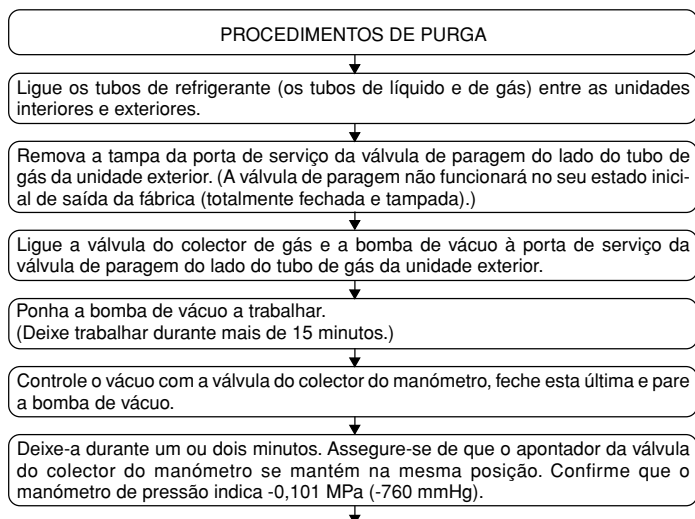 PROCEDIMENTOS DE PURGA
Ligue os tubos de refrigerante (os tubos de líquido e de gás) entre as unidades
interiores e exteriores.
Remova a tampa da porta de serviço da válvula de paragem do lado do tubo de
gás da unidade exterior. (A válvula de paragem não funcionará no seu estado inici-
al de saída da fábrica (totalmente fechada e tampada).)
Ligue a válvula do colector de gás e a bomba de vácuo à porta de serviço da
válvula de paragem do lado do tubo de gás da unidade exterior.
Ponha a bomba de vácuo a trabalhar.
(Deixe trabalhar durante mais de 15 minutos.)
Controle o vácuo com a válvula do colector do manómetro, feche esta última e pare
a bomba de vácuo.
Deixe-a durante um ou dois minutos. Assegure-se de que o apontador da válvula
do colector do manómetro se mantém na mesma posição. Confirme que o
manómetro de pressão indica -0,101 MPa (-760 mmHg).